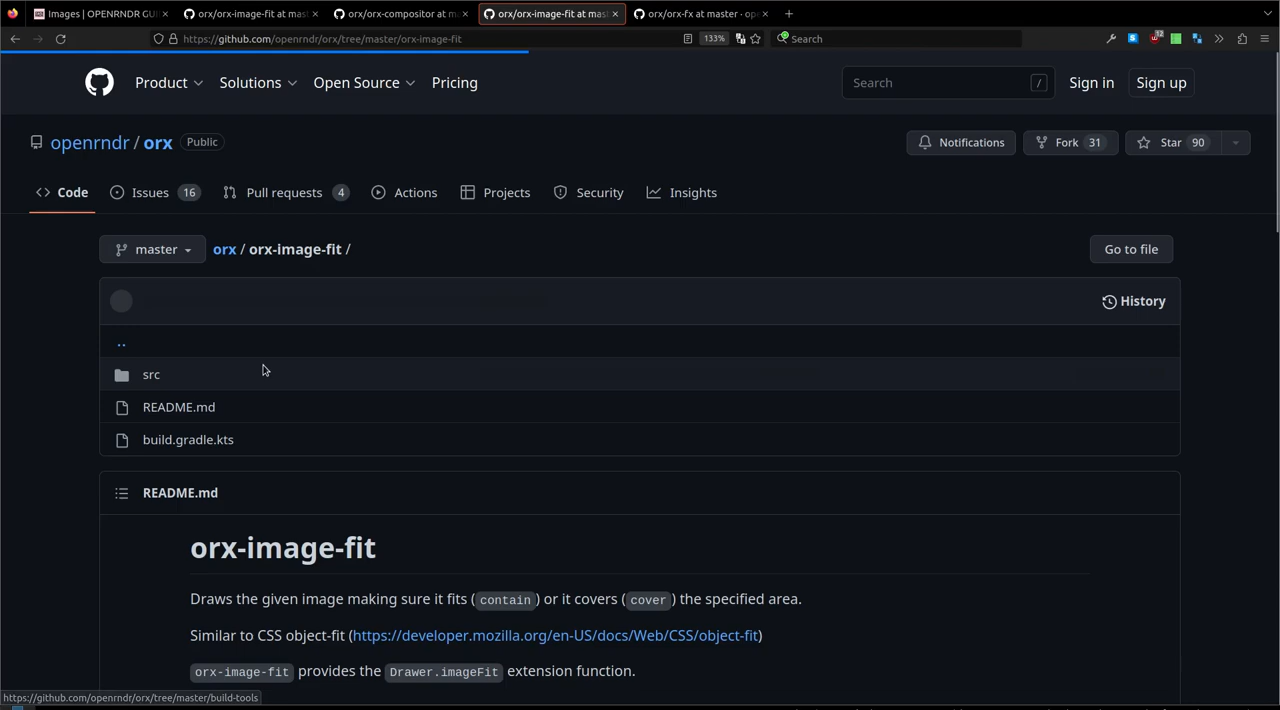 Images | OPENRNDR GUI
orx/orx-image-fit at mast
orx/orx-compositor at ma
orx/orx-image-fit at mast
orx/orx-fx at master · ope
https://github.com/openrndr/orx/tree/master/orx-image-fit
133%
Search
12
Product
Solutions
Open Source
Pricing
Search
/
Sign in
Sign up
openrndr / orx
Public
Notifications
Fork 31
Star 90
Code
Issues 16
Pull requests 4
Actions
Projects
Security
Insights
master
orx / orx-image-fit /
Go to file
History
..
src
README.md
build.gradle.kts
README.md
orx-image-fit
Draws the given image making sure it fits ( contain ) or it covers ( cover ) the specified area.
Similar to CSS object-fit (https://developer.mozilla.org/en-US/docs/Web/CSS/object-fit)
orx-image-fit provides the Drawer.imageFit extension function.
https://github.com/openrndr/orx/tree/master/build-tools